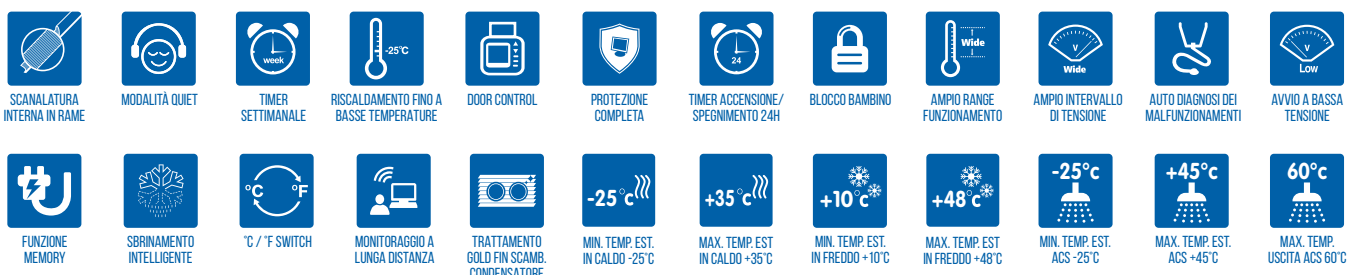 week
-25°C
24
Wide
V
Wide
V
Low
SCANALATURA
INTERNA IN RAME
MODALITÀ QUIET
TIMER
SETTIMANALE
RISCALDAMENTO FINO A
BASSE TEMPERATURE
DOOR CONTROL
PROTEZIONE
COMPLETA
TIMER ACCENSIONE/
SPEGNIMENTO 24H
BLOCCO BAMBINO
AMPIO RANGE
FUNZIONAMENTO
AMPIO INTERVALLO
DI TENSIONE
AUTO DIAGNOSI DEI
MALFUNZIONAMENTI
AVVIO A BASSA
TENSIONE
°C
°F
-25°c
+35°c
+10°c
+48°c
-25°c
+45°c
60°c
FUNZIONE
MEMORY
SBRINAMENTO
INTELLIGENTE
°C / °F SWITCH
MONITORAGGIO A
LUNGA DISTANZA
TRATTAMENTO
GOLD FIN SCAMB.
CONDENSATORE
MIN. TEMP. EST.
IN CALDO -25°C
MAX. TEMP. EST
IN CALDO +35°C
MIN. TEMP. EST.
IN FREDDO +10°C
MAX. TEMP. EST
IN FREDDO +48°C
MIN. TEMP. EST.
ACS -25°C
MAX. TEMP. EST.
ACS +45°C
MAX. TEMP.
USCITA ACS 60°C